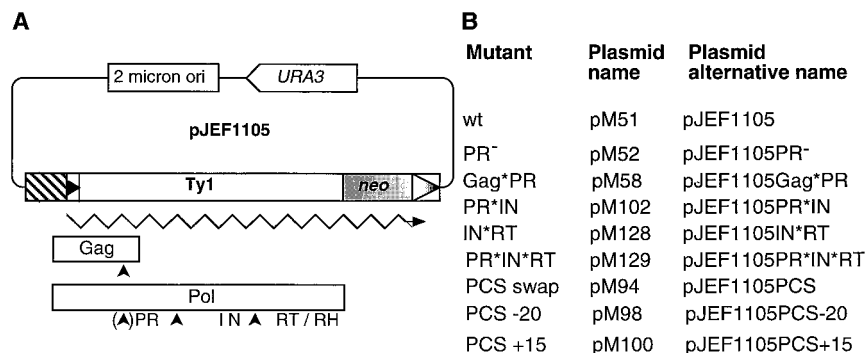 A
2 micron ori
URA3
pJEF1105
Ty1
neo
Gag
Pol
( )PR IN RT / RH
B
Mutant Plasmid name Plasmid alternative name
wt pM51 pJEF1105
PR- pM52 pJEF1105PR-
Gag*PR pM58 pJEF1105Gag*PR
PR*IN pM102 pJEF1105PR*IN
IN*RT pM128 pJEF1105IN*RT
PR*IN*RT pM129 pJEF1105PR*IN*RT
PCS swap pM94 pJEF1105PCS
PCS -20 pM98 pJEF1105PCS-20
PCS +15 pM100 pJEF1105PCS+15